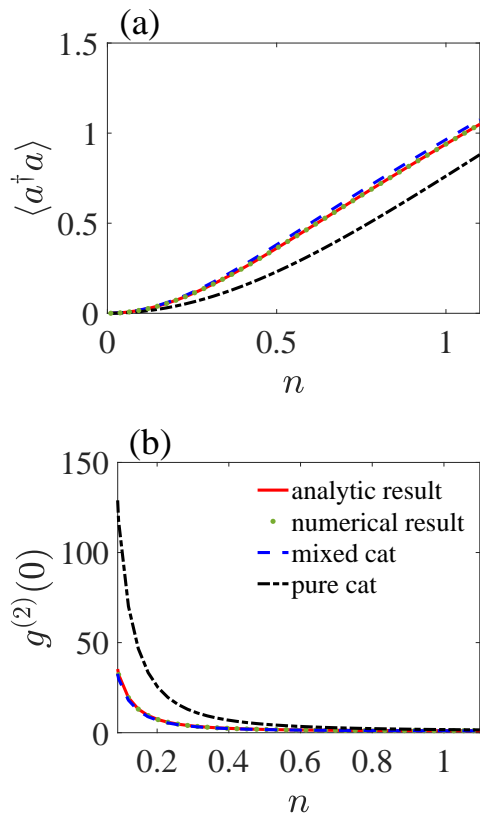 (a)
1.5
1
0.5
0
⟨a†a⟩
0 0.5 1
n
(b)
150
100
50
0
g(2)(0)
analytic result
numerical result
mixed cat
pure cat
0.2 0.4 0.6 0.8 1
n